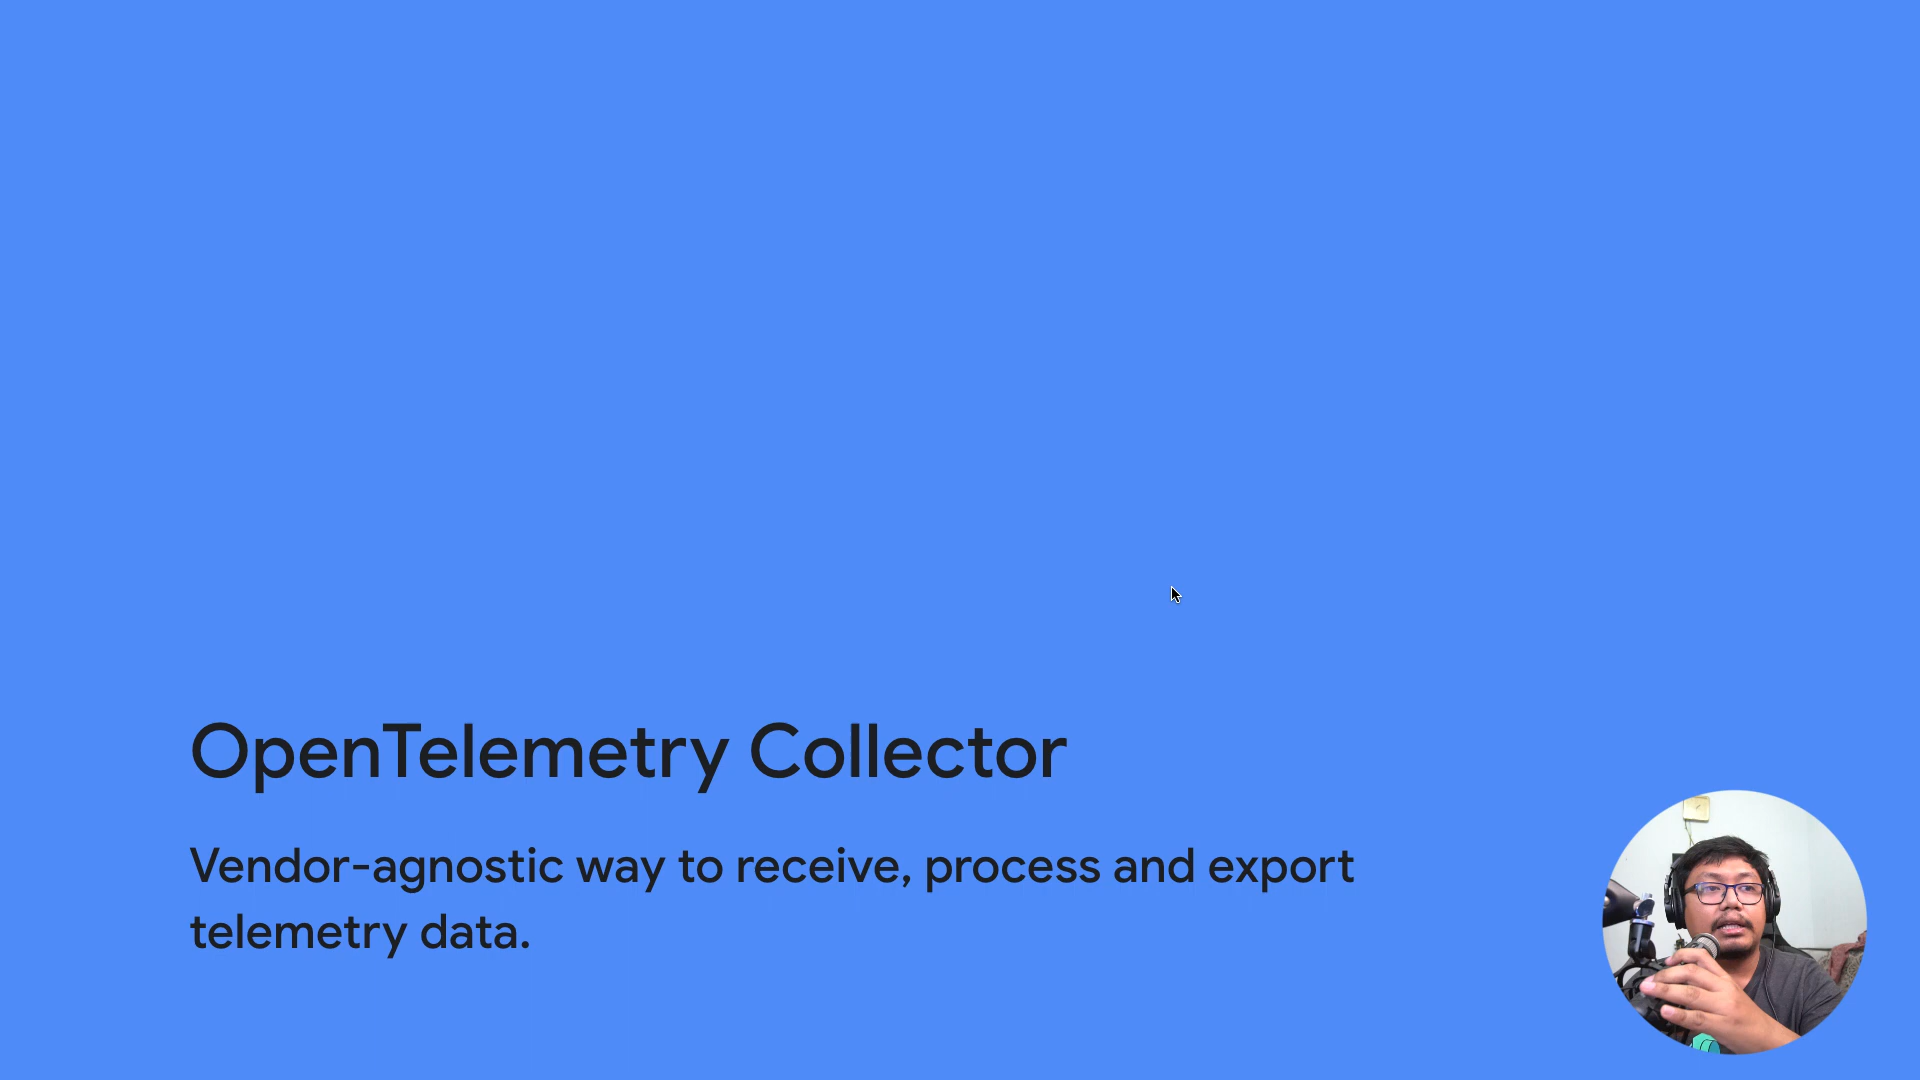 OpenTelemetry Collector
Vendor-agnostic way to receive, process and export
telemetry data.